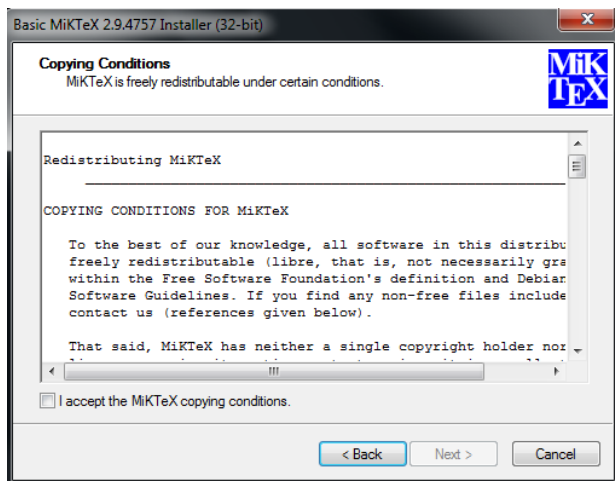 Basic MiKTeX 2.9.4757 Installer (32-bit)
Copying Conditions
MiKTeX is freely redistributable under certain conditions.
MiK
TEX
Redistributing MiKTeX
COPYING CONDITIONS FOR MiKTeX
To the best of our knowledge, all software in this distribu
freely redistributable (libre, that is, not necessarily gra
within the Free Software Foundation's definition and Debian
Software Guidelines. If you find any non-free files include
contact us (references given below).
That said, MiKTeX has neither a single copyright holder nor
I accept the MiKTeX copying conditions.
< Back Next > Cancel